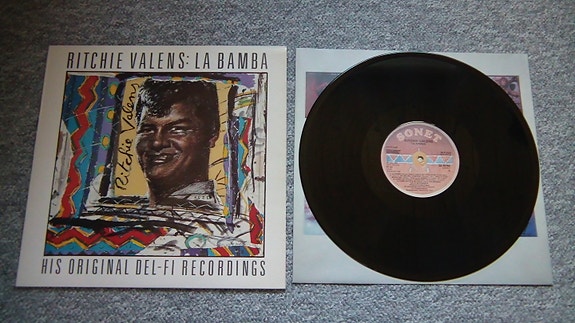 RITCHIE VALENS: LA BAMBA
Ritchie Valens
HIS ORIGINAL DEL-FI RECORDINGS
SONET